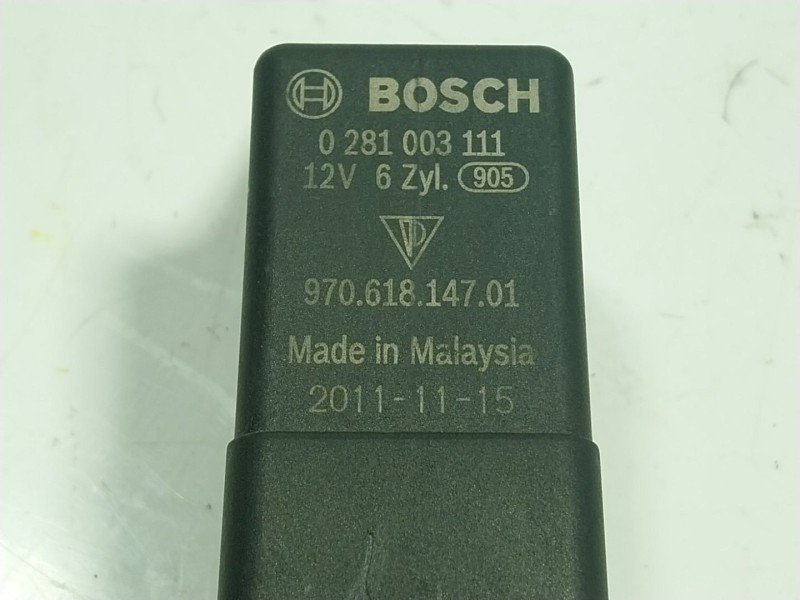 BOSCH
0 281 003 111
12V 6 Zyl. 905
970.618.147.01
Made in Malaysia
2011-11-15